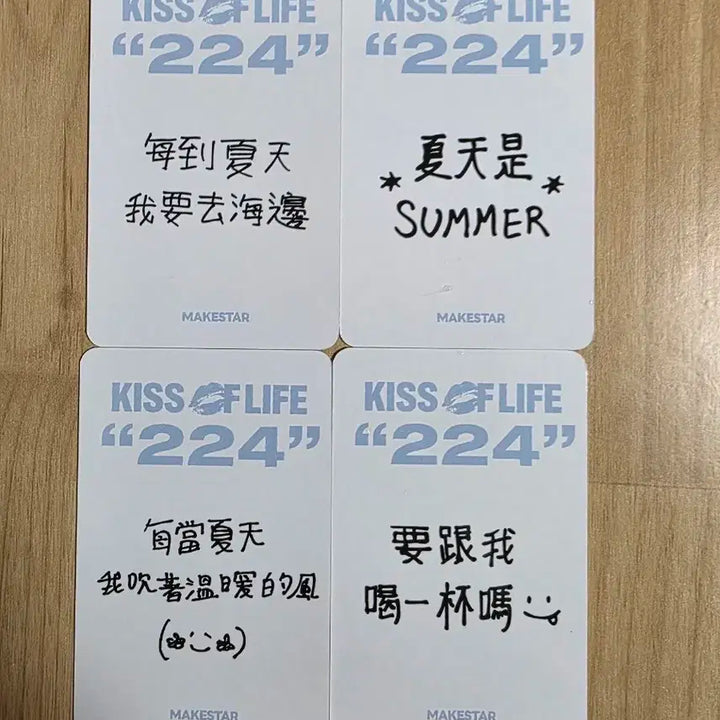 KISS OF LIFE
“224”
每到夏天
我要去海邊
MAKESTAR
KISS OF LIFE
“224”
夏天是
SUMMER
MAKESTAR
KISS OF LIFE
“224”
每當夏天
我吹著溫暖的風
MAKESTAR
KISS OF LIFE
“224”
要跟我
喝一杯嗎
MAKESTAR